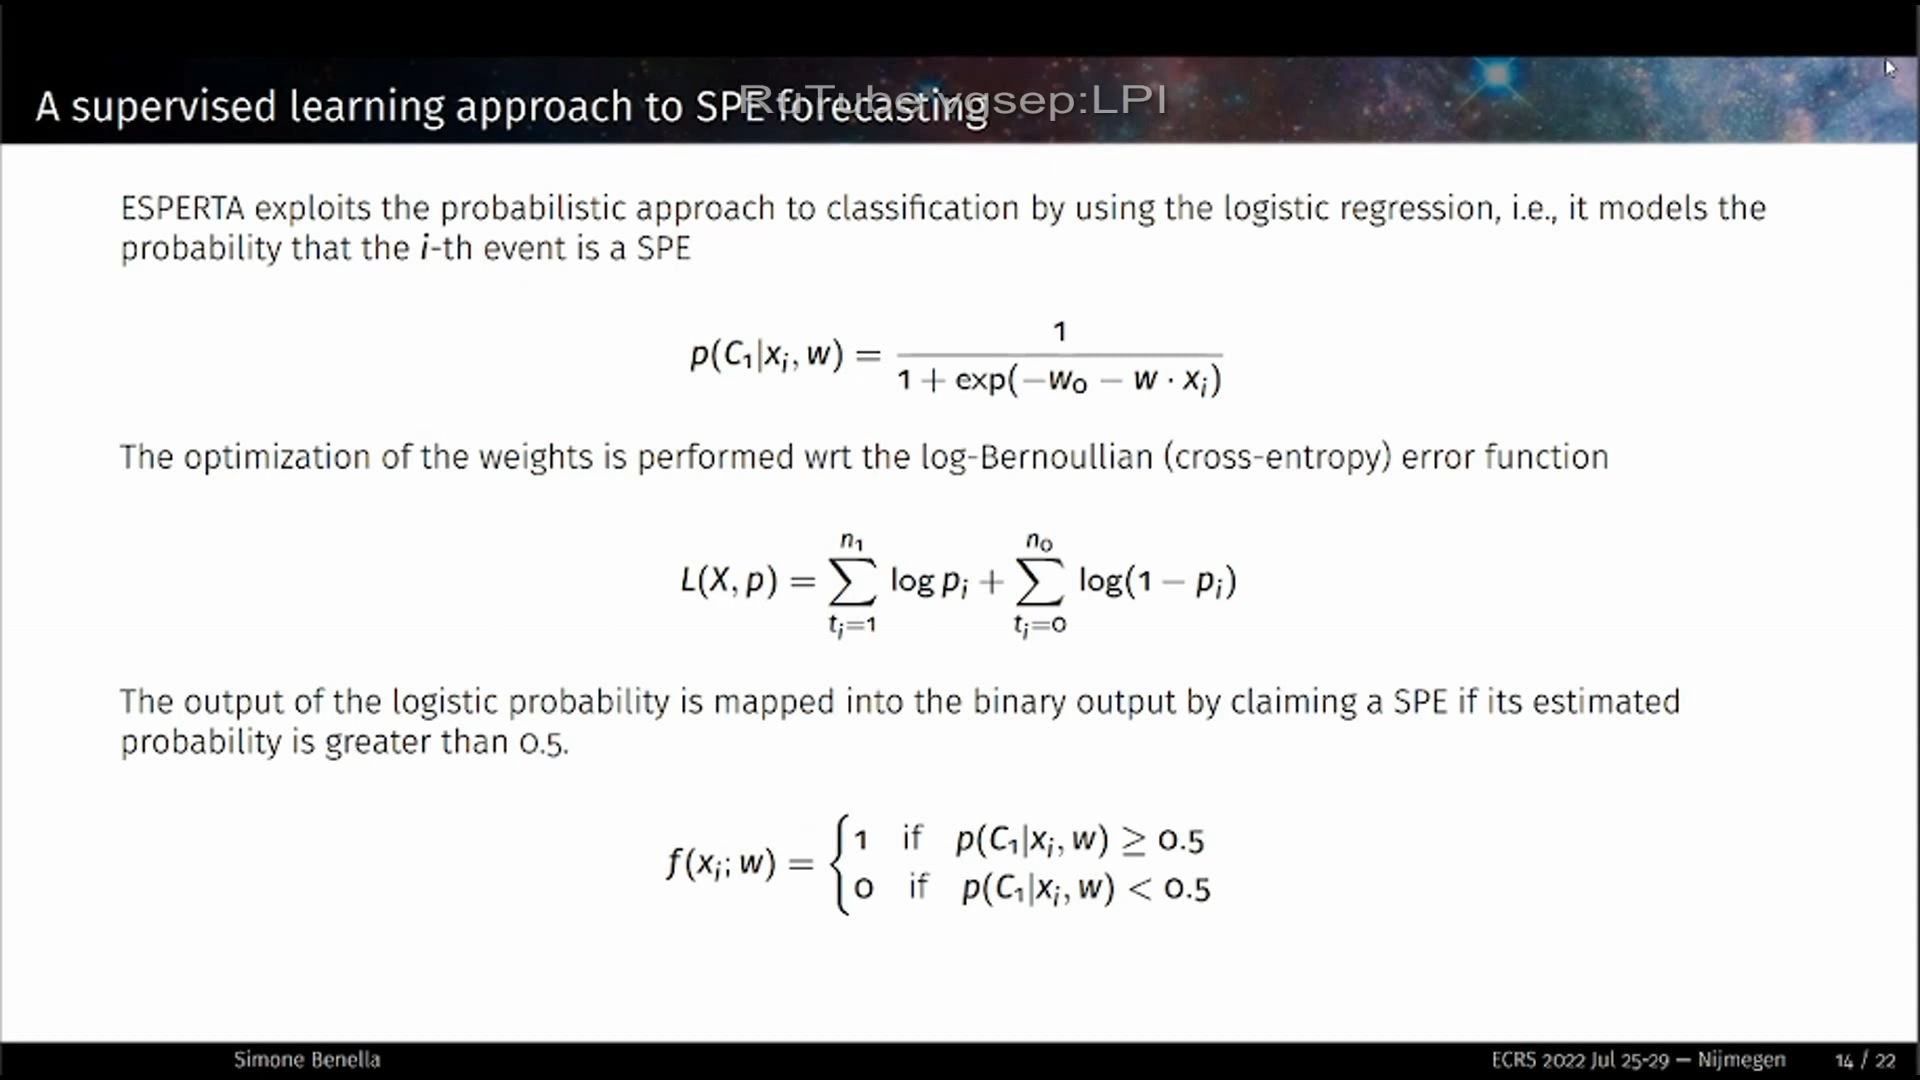 A supervised learning approach to SPE forecasting
RuTube vgsep:LPI
ESPERTA exploits the probabilistic approach to classification by using the logistic regression, i.e., it models the
probability that the i-th event is a SPE
p(C₁|xᵢ, w) = 1 / (1 + exp(−w₀ − w · xᵢ))
The optimization of the weights is performed wrt the log-Bernoullian (cross-entropy) error function
L(X, p) = ∑_{tᵢ=1}^{n₁} log pᵢ + ∑_{tᵢ=0}^{n₀} log(1 − pᵢ)
The output of the logistic probability is mapped into the binary output by claiming a SPE if its estimated
probability is greater than 0.5.
f(xᵢ; w) = { 1 if p(C₁|xᵢ, w) ≥ 0.5
0 if p(C₁|xᵢ, w) < 0.5
Simone Benella
ECRS 2022 Jul 25-29 — Nijmegen
14 / 22